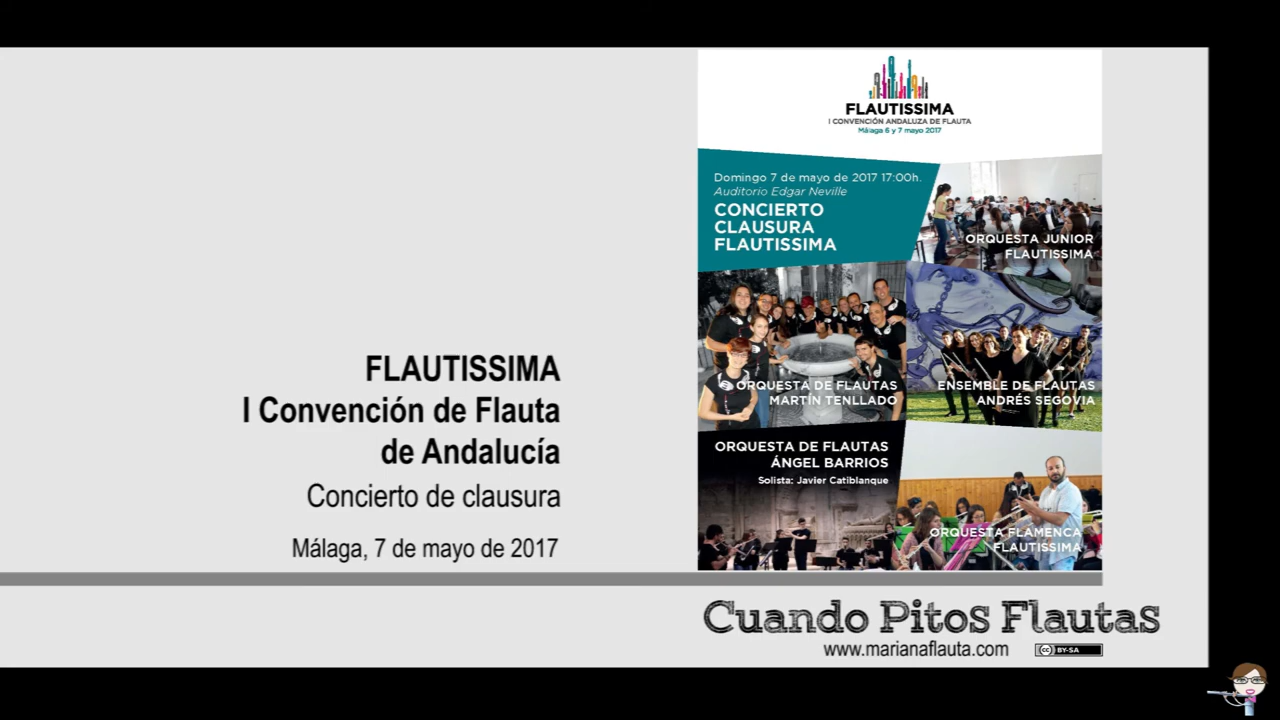 FLAUTISSIMA
I Convención de Flauta
de Andalucía
Concierto de clausura
Málaga, 7 de mayo de 2017
FLAUTISSIMA
I CONVENCIÓN ANDALUZA DE FLAUTA
Málaga 6 y 7 mayo 2017
Domingo 7 de mayo de 2017 17:00h.
Auditorio Edgar Neville
CONCIERTO
CLAUSURA
FLAUTISSIMA
ORQUESTA JUNIOR
FLAUTISSIMA
ORQUESTA DE FLAUTAS
MARTÍN TENLLADO
ENSEMBLE DE FLAUTAS
ANDRÉS SEGOVIA
ORQUESTA DE FLAUTAS
ÁNGEL BARRIOS
Solista: Javier Catiblanque
ORQUESTA FLAMENCA
FLAUTISSIMA
Cuando Pitos Flautas
www.marianaflauta.com
cc BY-SA